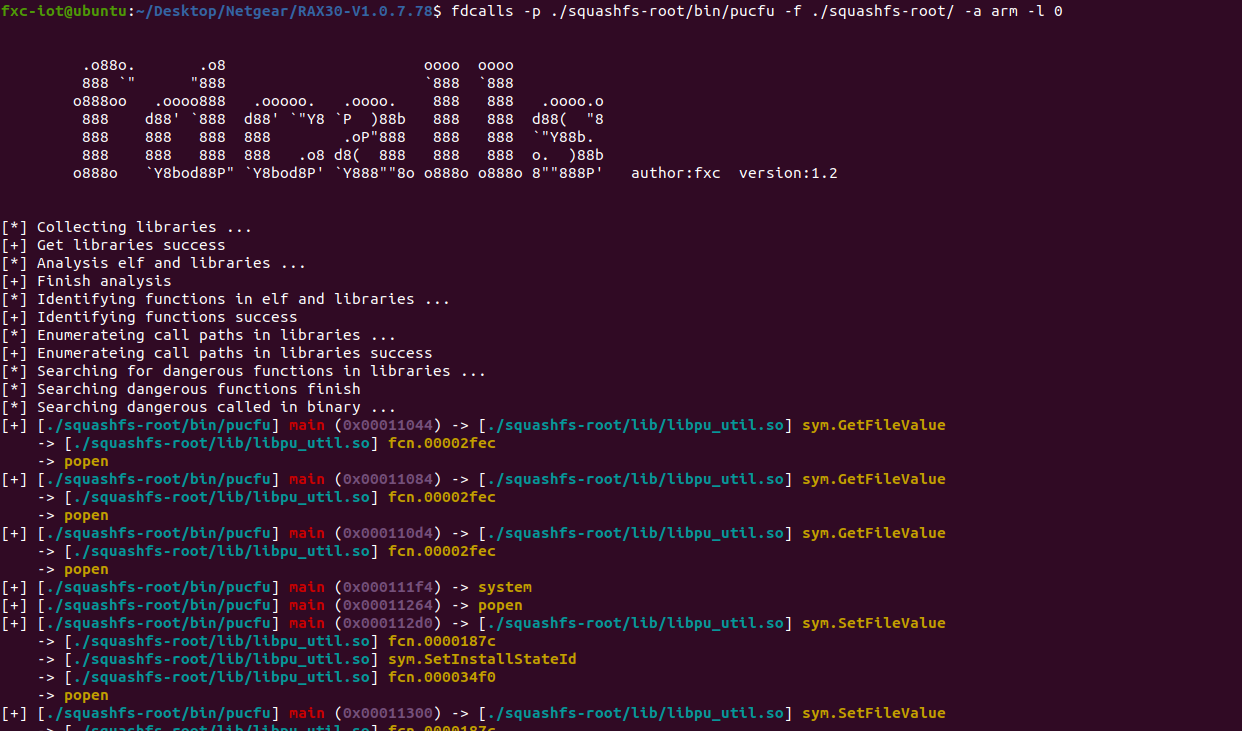 fxc-iot@ubuntu:~/Desktop/Netgear/RAX30-V1.0.7.78$ fdcalls -p ./squashfs-root/bin/pucfu -f ./squashfs-root/ -a arm -l 0
         .o88o.       .o8                      oooo  oooo
         888 `"      "888                      `888  `888
        o888oo   .oooo888   .ooooo.   .oooo.    888   888   .oooo.o
         888    d88' `888  d88' `"Y8 `P  )88b   888   888  d88(  "8
         888    888   888  888        .oP"888   888   888  `"Y88b.
         888    888   888  888   .o8 d8(  888   888   888  o.  )88b
        o888o   `Y8bod88P" `Y8bod8P' `Y888""8o o888o o888o 8""888P'   author:fxc  version:1.2
[*] Collecting libraries ...
[+] Get libraries success
[*] Analysis elf and libraries ...
[+] Finish analysis
[*] Identifying functions in elf and libraries ...
[+] Identifying functions success
[*] Enumerateing call paths in libraries ...
[+] Enumerateing call paths in libraries success
[*] Searching for dangerous functions in libraries ...
[*] Searching dangerous functions finish
[*] Searching dangerous called in binary ...
[+] [./squashfs-root/bin/pucfu] main (0x00011044) -> [./squashfs-root/lib/libpu_util.so] sym.GetFileValue
    -> [./squashfs-root/lib/libpu_util.so] fcn.00002fec
    -> popen
[+] [./squashfs-root/bin/pucfu] main (0x00011084) -> [./squashfs-root/lib/libpu_util.so] sym.GetFileValue
    -> [./squashfs-root/lib/libpu_util.so] fcn.00002fec
    -> popen
[+] [./squashfs-root/bin/pucfu] main (0x000110d4) -> [./squashfs-root/lib/libpu_util.so] sym.GetFileValue
    -> [./squashfs-root/lib/libpu_util.so] fcn.00002fec
    -> popen
[+] [./squashfs-root/bin/pucfu] main (0x000111f4) -> system
[+] [./squashfs-root/bin/pucfu] main (0x00011264) -> popen
[+] [./squashfs-root/bin/pucfu] main (0x000112d0) -> [./squashfs-root/lib/libpu_util.so] sym.SetFileValue
    -> [./squashfs-root/lib/libpu_util.so] fcn.0000187c
    -> [./squashfs-root/lib/libpu_util.so] sym.SetInstallStateId
    -> [./squashfs-root/lib/libpu_util.so] fcn.000034f0
    -> popen
[+] [./squashfs-root/bin/pucfu] main (0x00011300) -> [./squashfs-root/lib/libpu_util.so] sym.SetFileValue
    -> [./squashfs-root/lib/libpu_util.so] fcn.0000187c